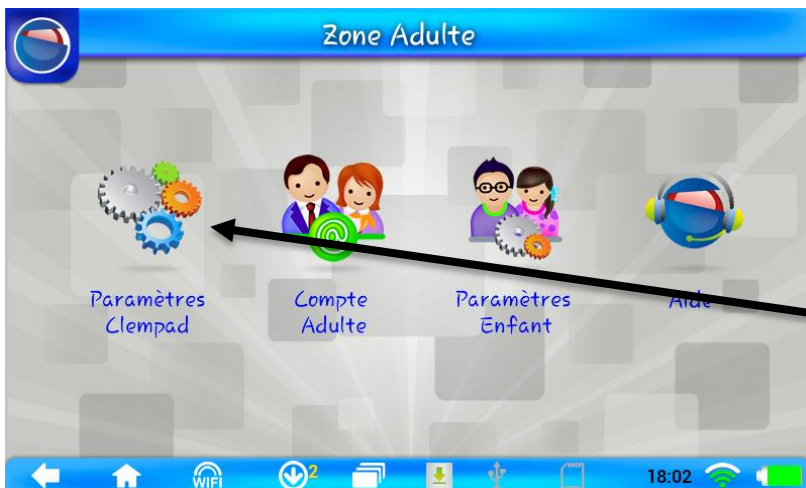 Zone Adulte
Paramètres
Clempad
Compte
Adulte
Paramètres
Enfant
Aide
WIFI
2
18:02